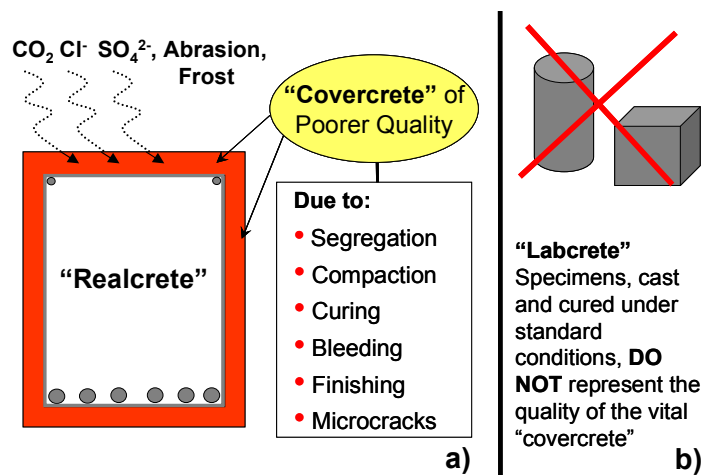 CO₂ Cl⁻ SO₄²⁻, Abrasion,
Frost
“Covercrete” of
Poorer Quality
“Realcrete”
Due to:
• Segregation
• Compaction
• Curing
• Bleeding
• Finishing
• Microcracks
a)
“Labcrete”
Specimens, cast
and cured under
standard
conditions, DO
NOT represent the
quality of the vital
“covercrete”
b)